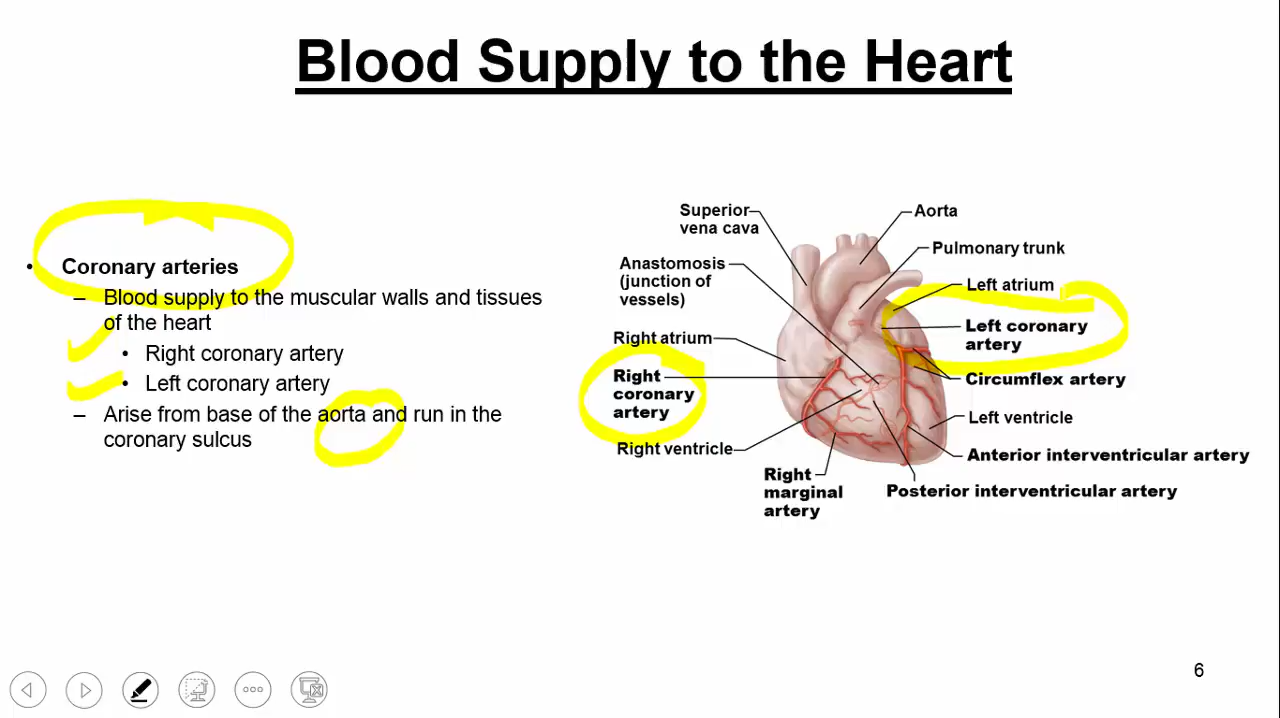 Blood Supply to the Heart
• Coronary arteries
– Blood supply to the muscular walls and tissues
of the heart
• Right coronary artery
• Left coronary artery
– Arise from base of the aorta and run in the
coronary sulcus
Superior
vena cava
Anastomosis
(junction of
vessels)
Right atrium
Right
coronary
artery
Right ventricle
Right
marginal
artery
Aorta
Pulmonary trunk
Left atrium
Left coronary
artery
Circumflex artery
Left ventricle
Anterior interventricular artery
Posterior interventricular artery
6